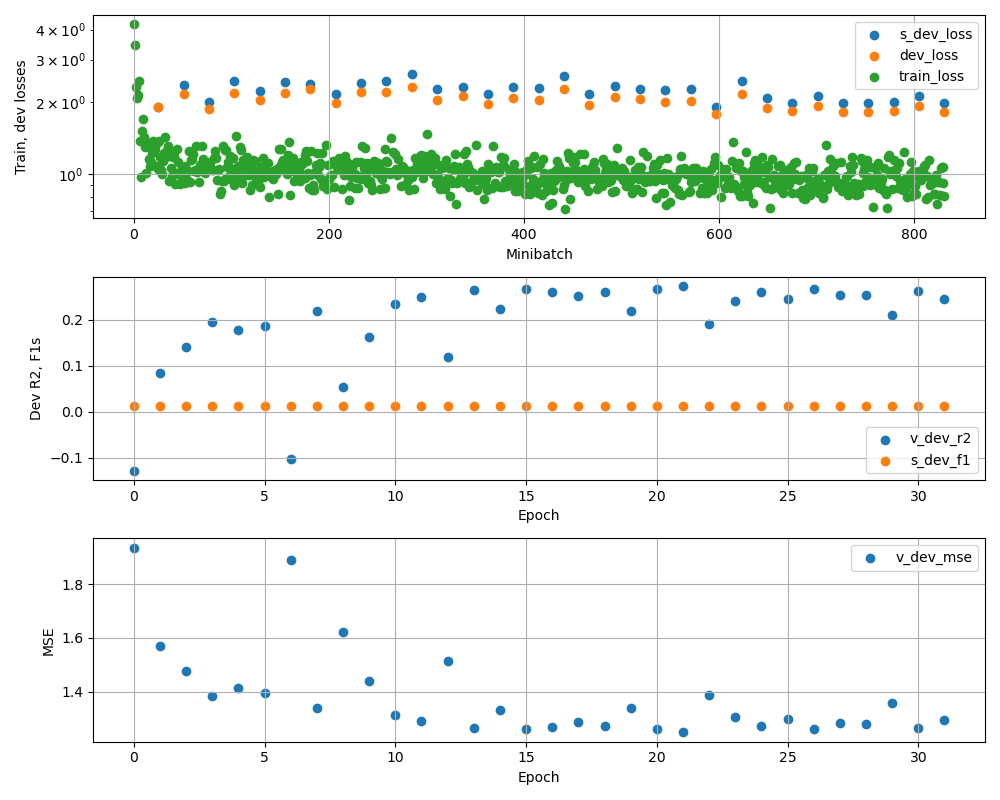 Train, dev losses
4 × 10⁰
3 × 10⁰
2 × 10⁰
10⁰
s_dev_loss
dev_loss
train_loss
0 200 400 600 800
Minibatch
Dev R2, F1s
0.2
0.1
0.0
−0.1
v_dev_r2
s_dev_f1
0 5 10 15 20 25 30
Epoch
MSE
1.8
1.6
1.4
v_dev_mse
0 5 10 15 20 25 30
Epoch